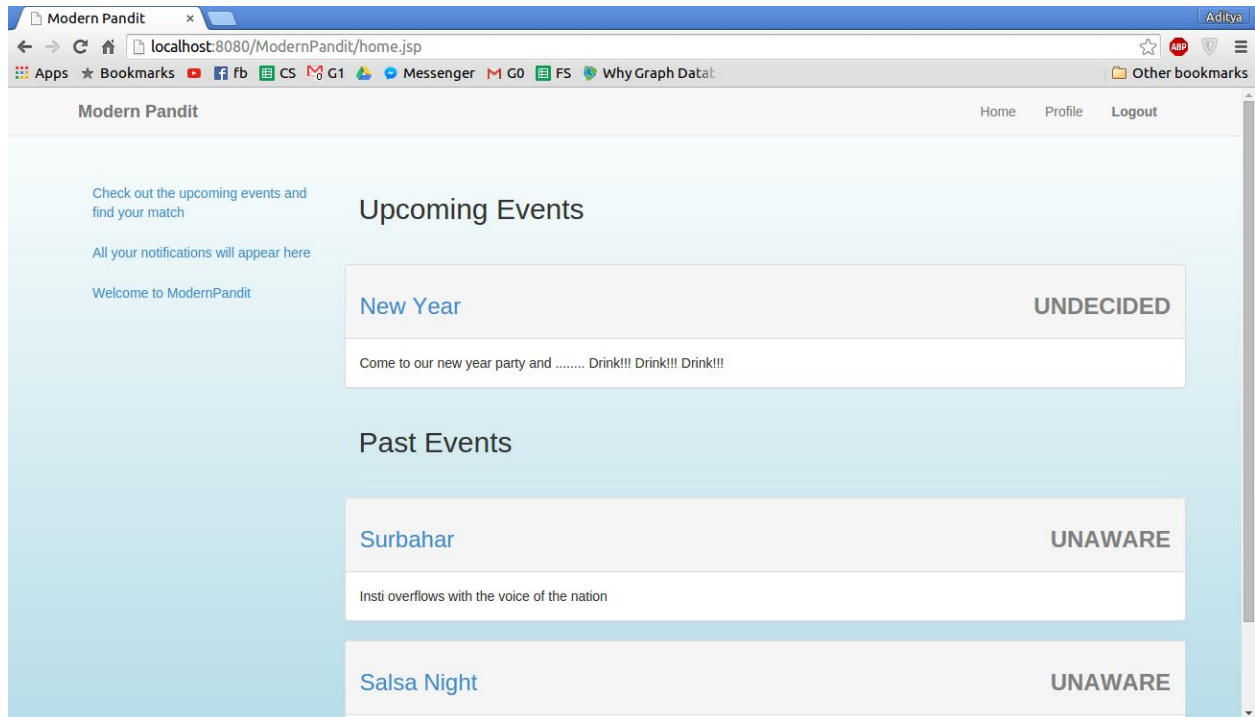 Modern Pandit
Aditya
localhost:8080/ModernPandit/home.jsp
ABP
Apps Bookmarks fb CS G1 Messenger G0 FS Why Graph Datab Other bookmarks
Modern Pandit Home Profile Logout
Check out the upcoming events and
find your match
All your notifications will appear here
Welcome to ModernPandit
Upcoming Events
New Year UNDECIDED
Come to our new year party and ........ Drink!!! Drink!!! Drink!!!
Past Events
Surbahar UNAWARE
Insti overflows with the voice of the nation
Salsa Night UNAWARE